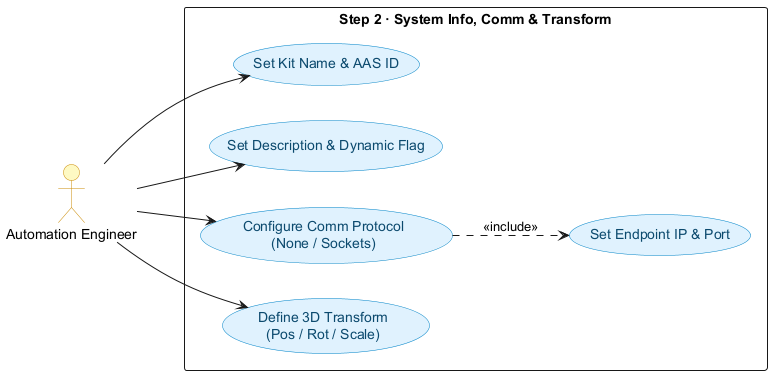 Step 2 · System Info, Comm & Transform
Set Kit Name & AAS ID
Set Description & Dynamic Flag
Automation Engineer
Configure Comm Protocol
(None / Sockets)
«include»
Set Endpoint IP & Port
Define 3D Transform
(Pos / Rot / Scale)